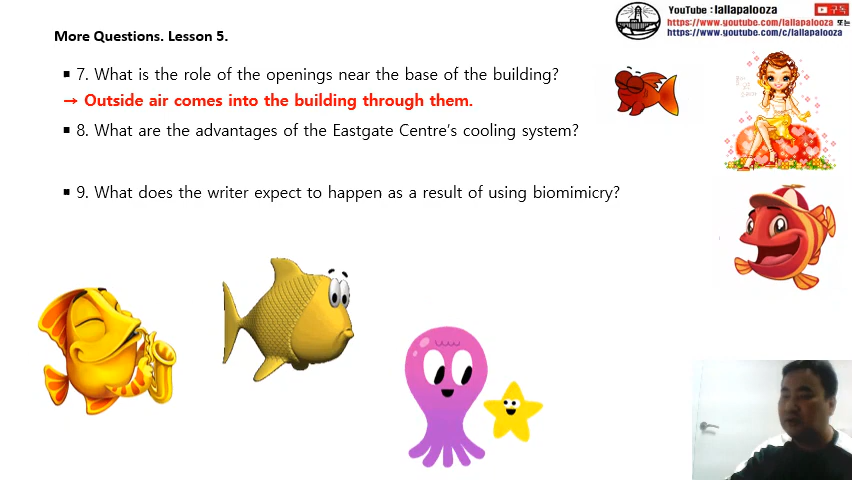 YouTube : lallapalooza
구독
https://www.youtube.com/lallapalooza 또는
https://www.youtube.com/c/lallapalooza
More Questions. Lesson 5.
▪ 7. What is the role of the openings near the base of the building?
→ Outside air comes into the building through them.
▪ 8. What are the advantages of the Eastgate Centre's cooling system?
▪ 9. What does the writer expect to happen as a result of using biomimicry?